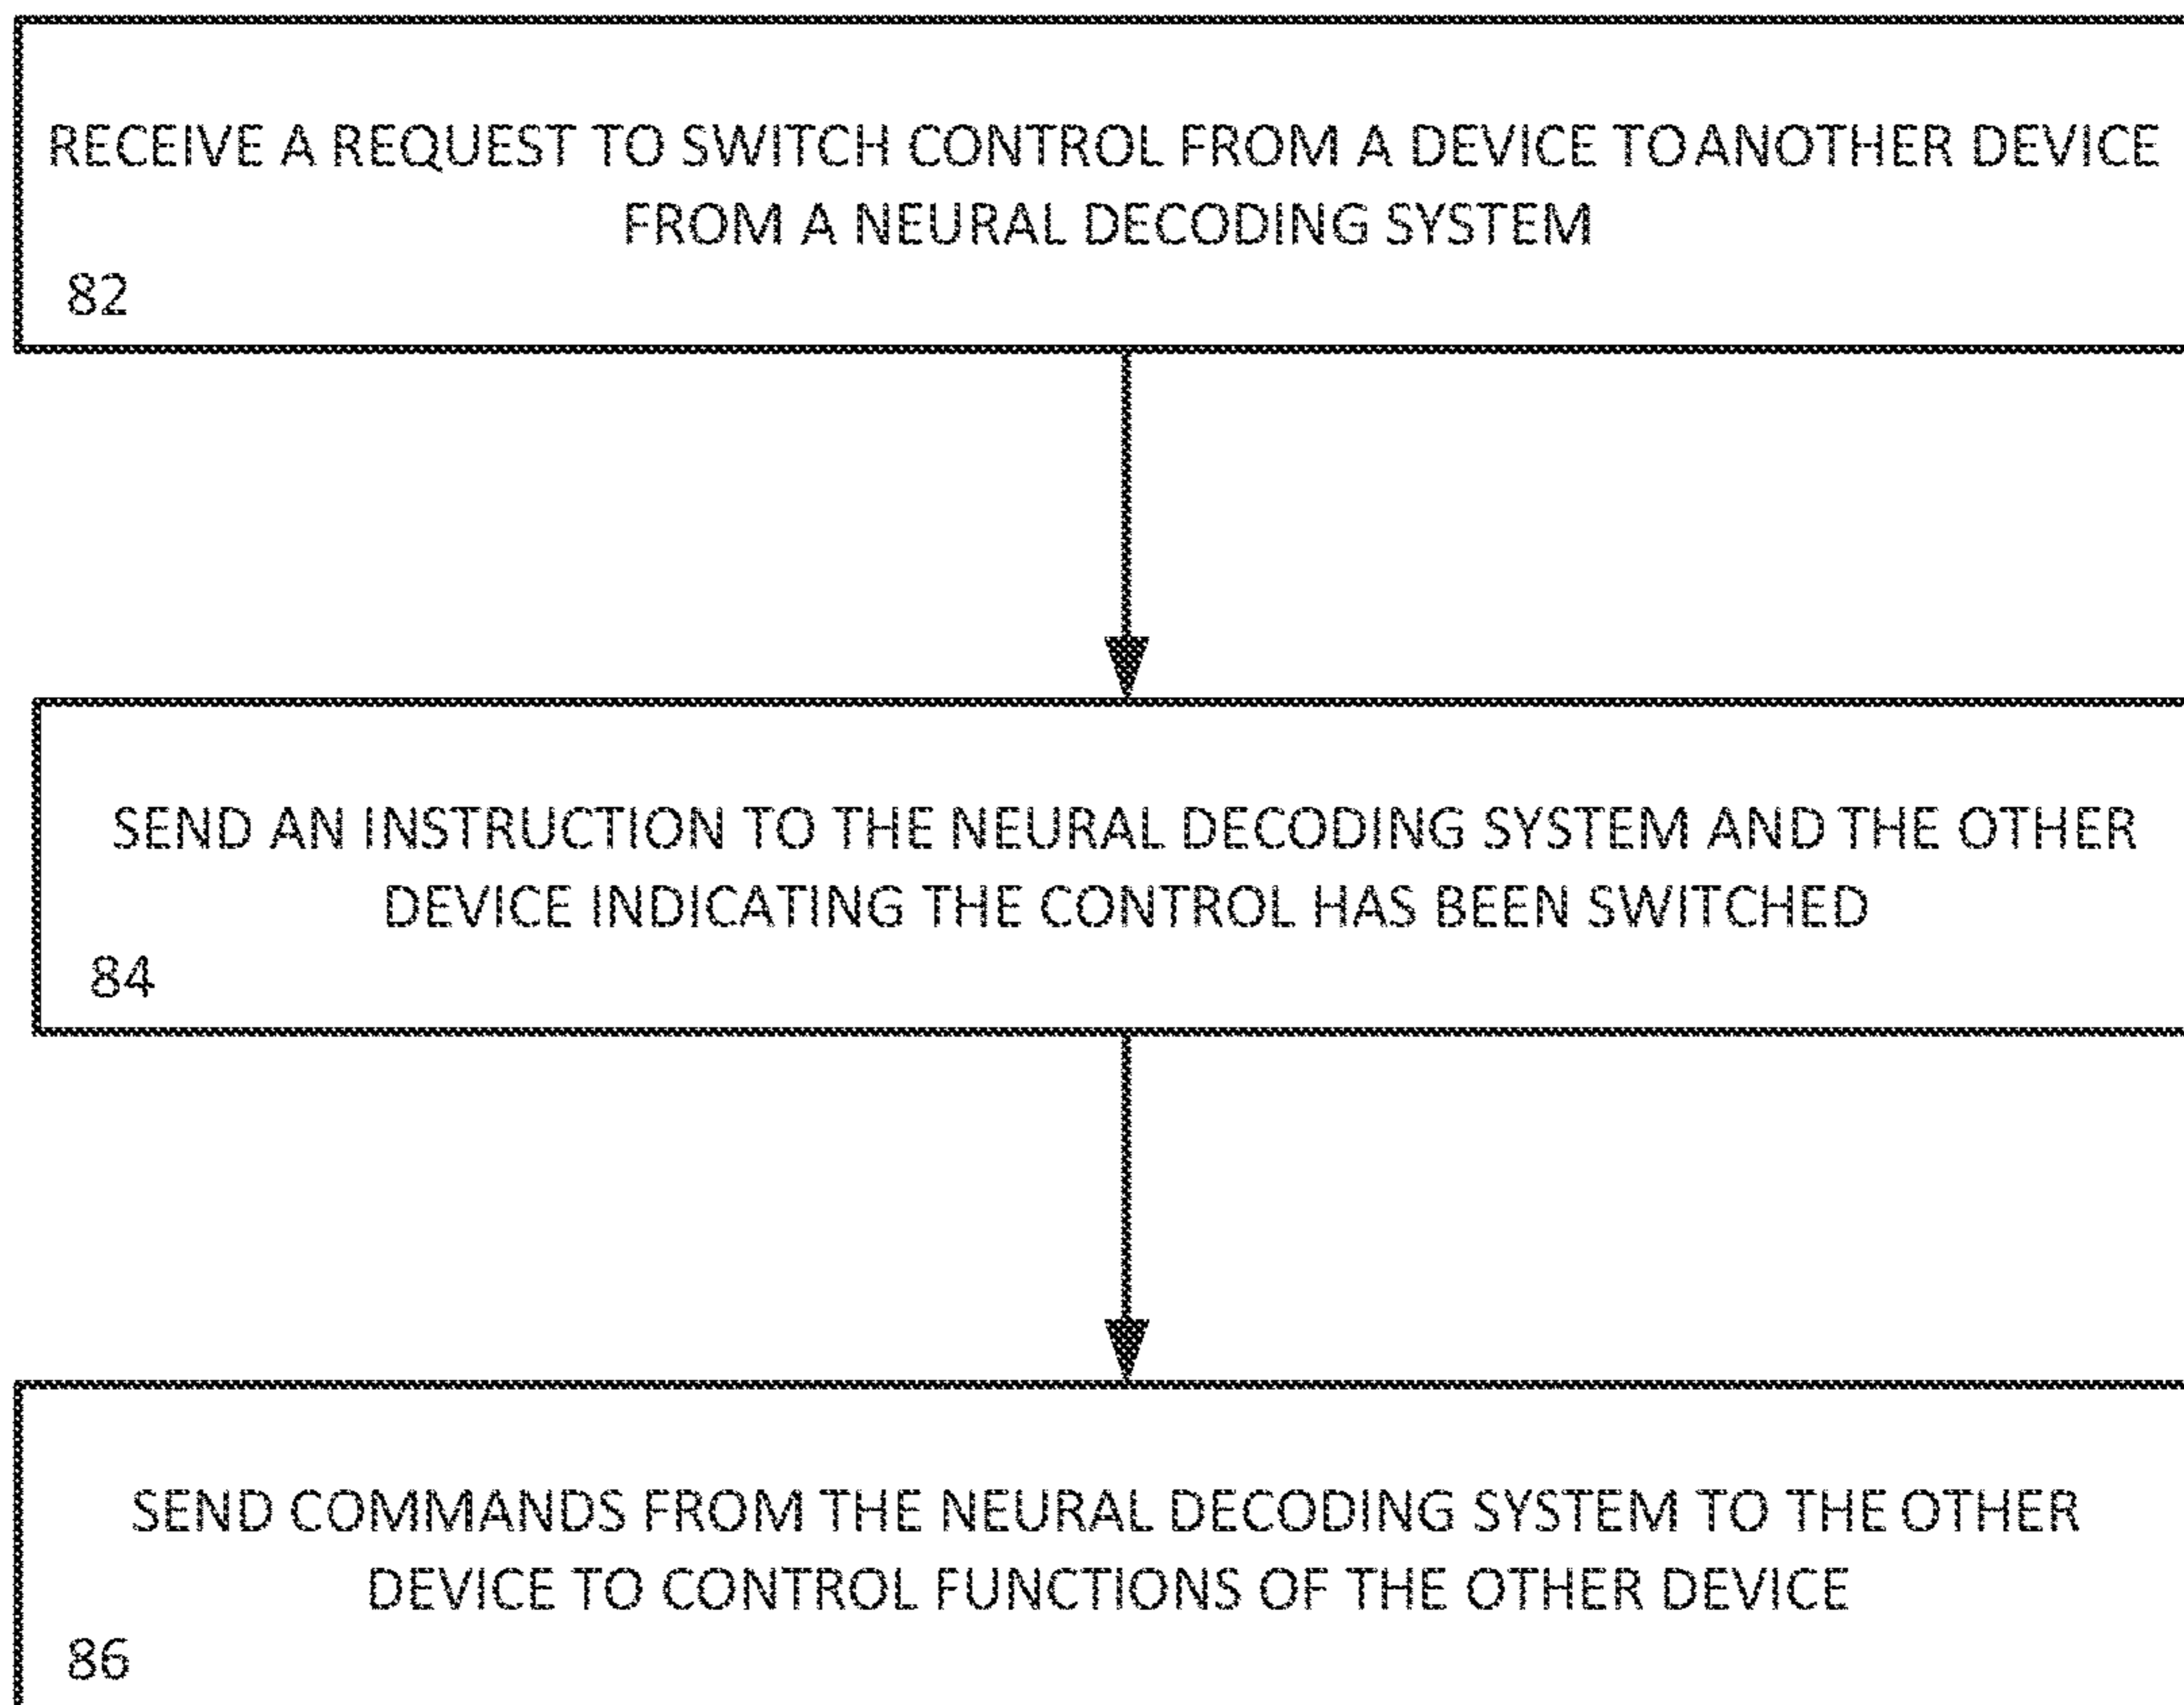 RECEIVE A REQUEST TO SWITCH CONTROL FROM A DEVICE TO ANOTHER DEVICE
FROM A NEURAL DECODING SYSTEM
82
SEND AN INSTRUCTION TO THE NEURAL DECODING SYSTEM AND THE OTHER
DEVICE INDICATING THE CONTROL HAS BEEN SWITCHED
84
SEND COMMANDS FROM THE NEURAL DECODING SYSTEM TO THE OTHER
DEVICE TO CONTROL FUNCTIONS OF THE OTHER DEVICE
86